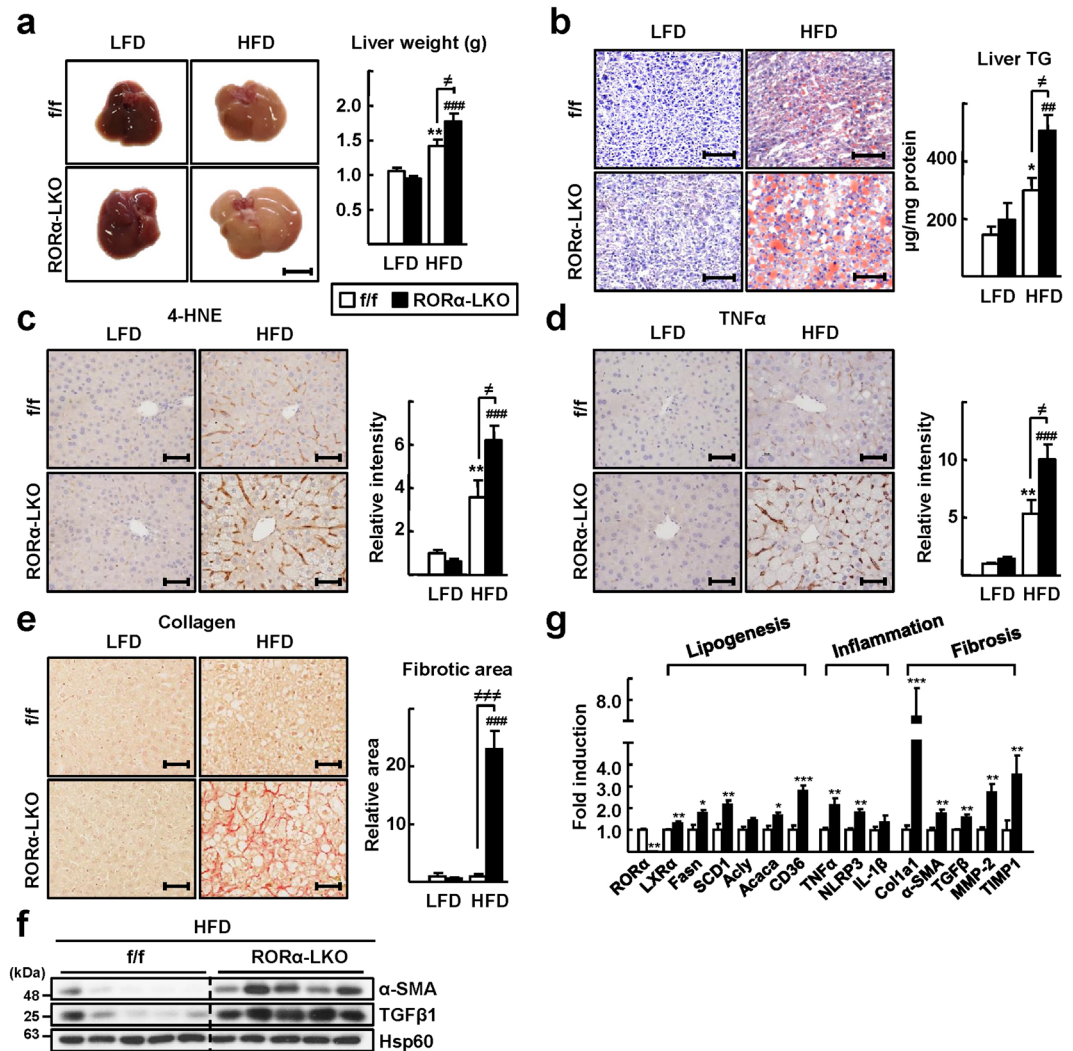 a
LFD HFD
Liver weight (g)
f/f
RORα-LKO
2.0
1.5
1.0
0.5
≠
###
**
LFD HFD
b
LFD HFD
Liver TG
f/f
RORα-LKO
µg/mg protein
400
200
≠
##
*
LFD HFD
f/f RORα-LKO
c
4-HNE
LFD HFD
f/f
RORα-LKO
Relative intensity
6
4
2
≠
###
**
LFD HFD
d
TNFα
LFD HFD
f/f
RORα-LKO
Relative intensity
10
5
≠
###
**
LFD HFD
e
Collagen
LFD HFD
f/f
RORα-LKO
Fibrotic area
Relative area
20
≠≠≠
###
LFD HFD
g
Lipogenesis Inflammation Fibrosis
Fold induction
8.0
4.0
3.0
2.0
1.0
** ** * ** * *** ** ** *** ** ** ** **
RORα LXRα Fasn SCD1 Acly Acaca CD36 TNFα NLRP3 IL-1β Col1a1 α-SMA TGFβ MMP-2 TIMP1
f
HFD
f/f RORα-LKO
(kDa)
48 α-SMA
25 TGFβ1
63 Hsp60